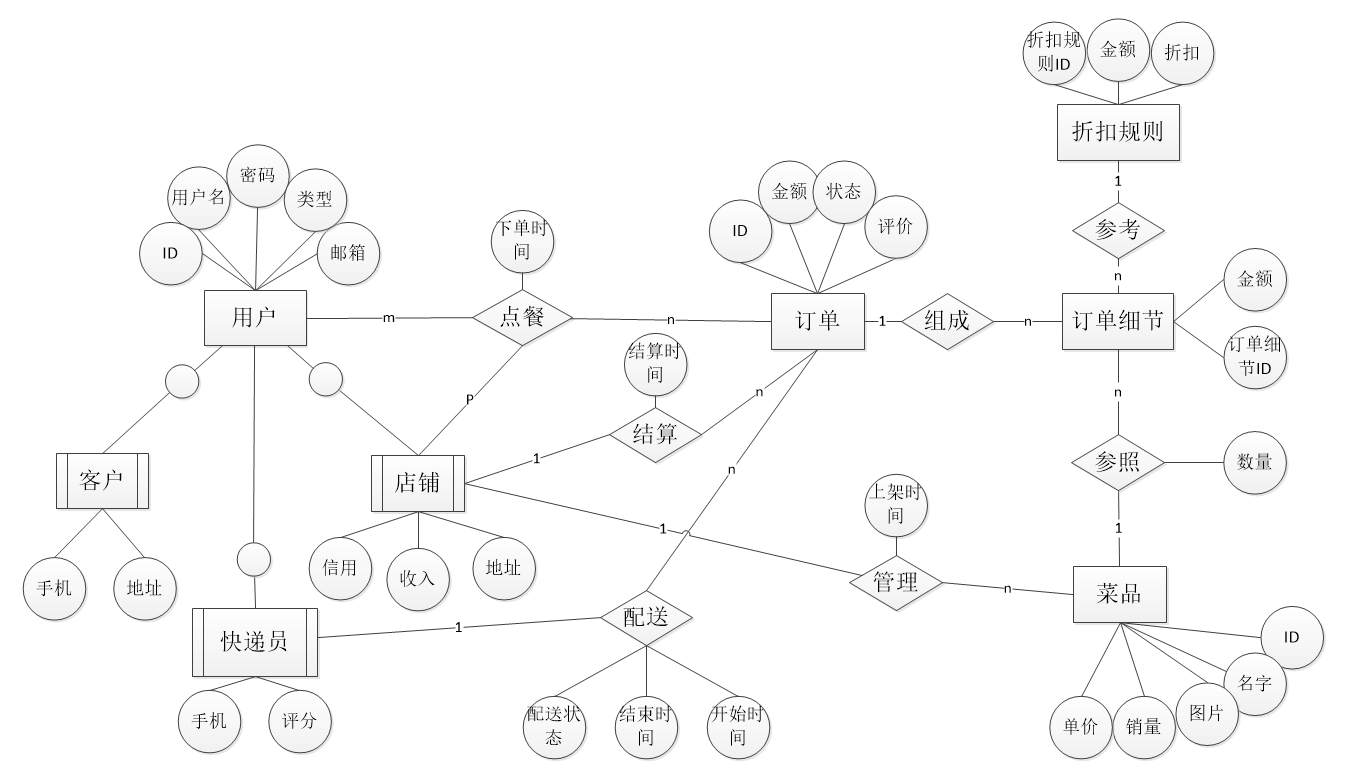 折扣规
则ID
金额
折扣
折扣规则
1
参考
n
ID
用户名
密码
类型
邮箱
用户
m
下单时
间
点餐
n
ID
金额
状态
评价
订单
1
组成
n
订单细节
金额
订单细
节ID
p
结算时
间
结算
n
1
n
n
参照
数量
1
客户
手机
地址
店铺
信用
收入
地址
1
上架时
间
管理
n
菜品
ID
名字
图片
销量
单价
快递员
手机
评分
1
配送
配送状
态
结束时
间
开始时
间